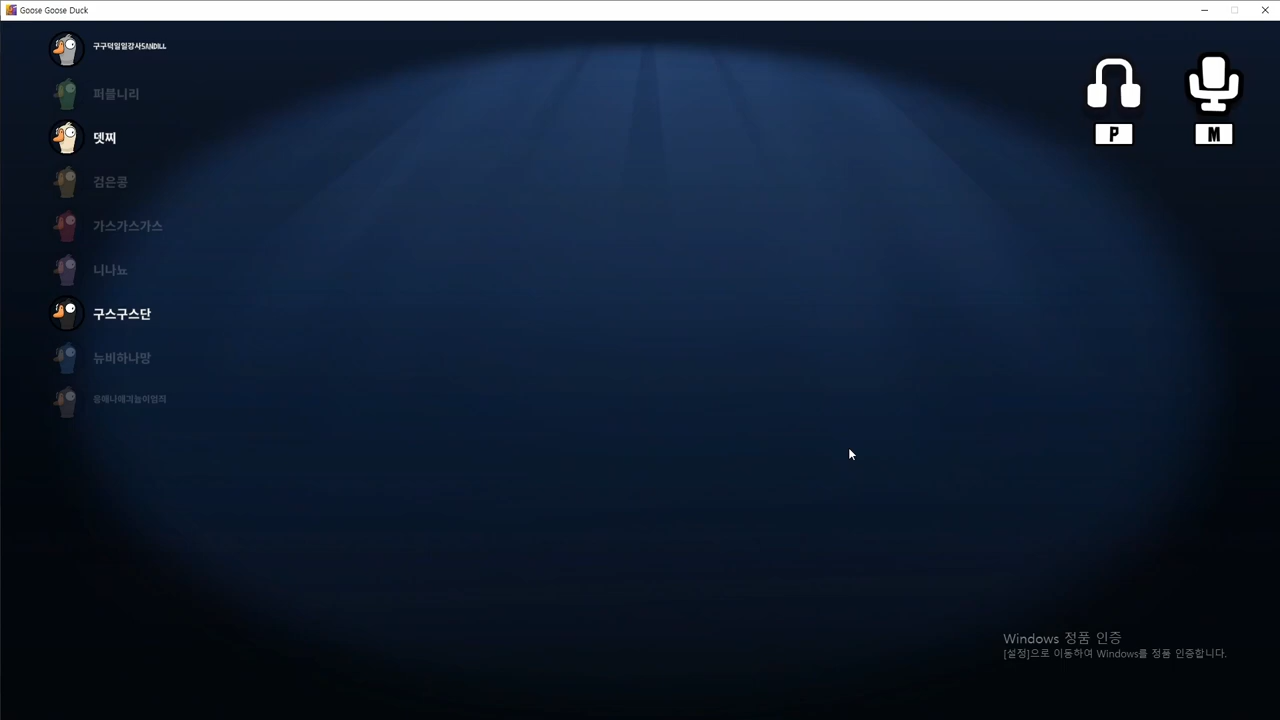 Goose Goose Duck
구구덕일일강사SANDILL
P
M
퍼블니리
뎻찌
검은콩
가스가스가스
니나뇨
구스구스단
뉴비하나망
Windows 정품 인증
[설정]으로 이동하여 Windows를 정품 인증합니다.